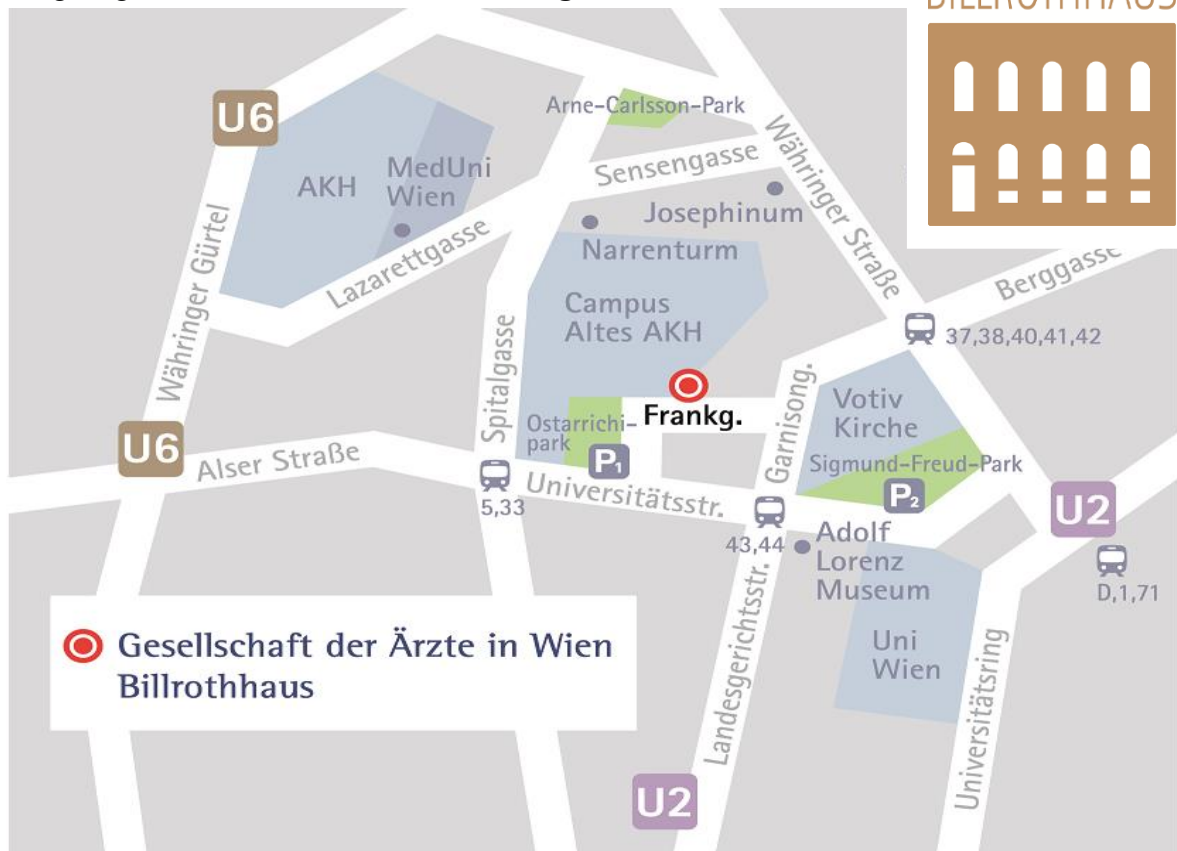 BILLROTHHAUS
U6
Arne-Carlsson-Park
AKH
MedUni
Wien
Sensengasse
Währinger Straße
Josephinum
Narrenturm
Lazarettgasse
Währinger Gürtel
Berggasse
Campus
Altes AKH
37,38,40,41,42
Spitalgasse
Garnisong.
Votiv
Kirche
Ostarrichi-
park
Frankg.
U6
Alser Straße
P1
Sigmund-Freud-Park
P2
5,33
Universitätsstr.
U2
43,44
Adolf
Lorenz
Museum
D,1,71
Landesgerichtsstr.
Uni
Wien
Universitätsring
Gesellschaft der Ärzte in Wien
Billrothhaus
U2